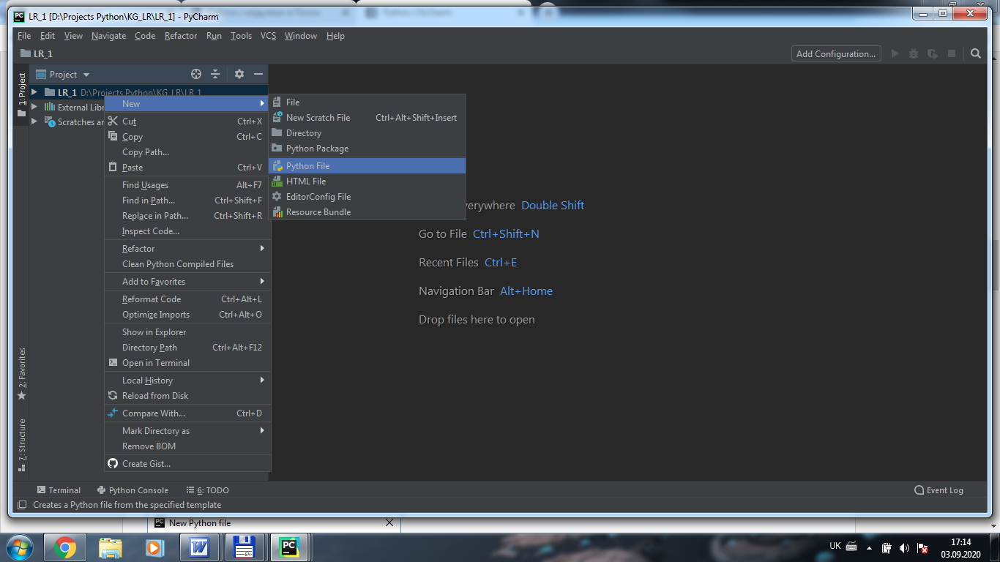 LR_1 [D:\Projects Python\KG_LR\LR_1] - PyCharm
File Edit View Navigate Code Refactor Run Tools VCS Window Help
LR_1 Add Configuration...
Project
1: Project
LR_1 D:\Projects Python\KG_LR\LR_1
External Libr
Scratches an
New
Cut Ctrl+X
Copy Ctrl+C
Copy Path...
Paste Ctrl+V
Find Usages Alt+F7
Find in Path... Ctrl+Shift+F
Replace in Path... Ctrl+Shift+R
Inspect Code...
Refactor
Clean Python Compiled Files
Add to Favorites
Reformat Code Ctrl+Alt+L
Optimize Imports Ctrl+Alt+O
Show in Explorer
Directory Path Ctrl+Alt+F12
Open in Terminal
Local History
Reload from Disk
Compare With... Ctrl+D
Mark Directory as
Remove BOM
Create Gist...
File
New Scratch File Ctrl+Alt+Shift+Insert
Directory
Python Package
Python File
HTML File
EditorConfig File
Resource Bundle
verywhere Double Shift
Go to File Ctrl+Shift+N
Recent Files Ctrl+E
Navigation Bar Alt+Home
Drop files here to open
2: Favorites
7: Structure
Terminal Python Console 6: TODO Event Log
Creates a Python file from the specified template
New Python file
UK 17:14
03.09.2020